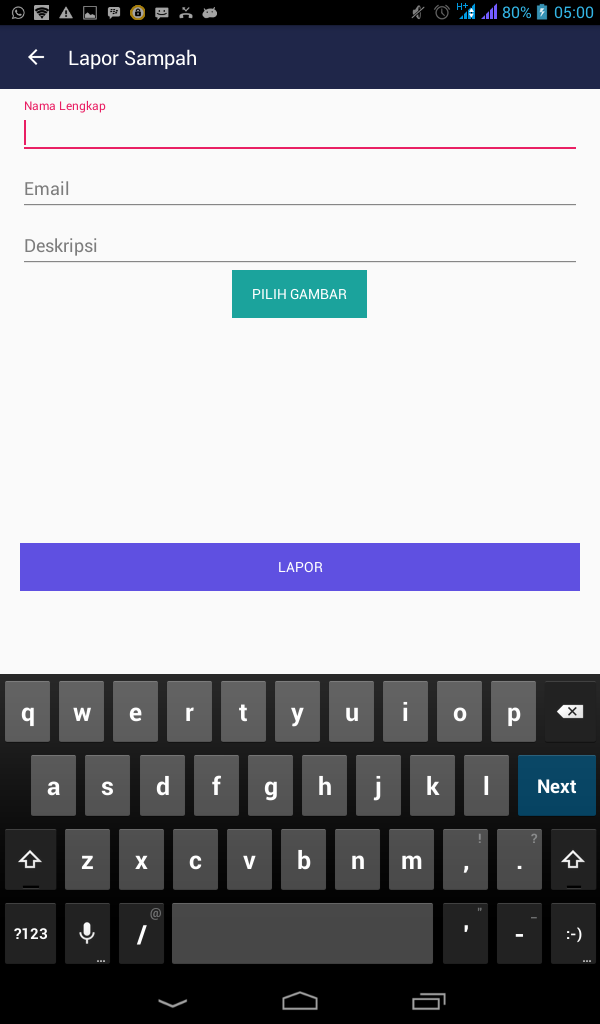 80% 05:00
Lapor Sampah
Nama Lengkap
Email
Deskripsi
PILIH GAMBAR
LAPOR
q w e r t y u i o p
a s d f g h j k l Next
z x c v b n m , ! . ?
?123 ... / @ ' " - _ :-) ...